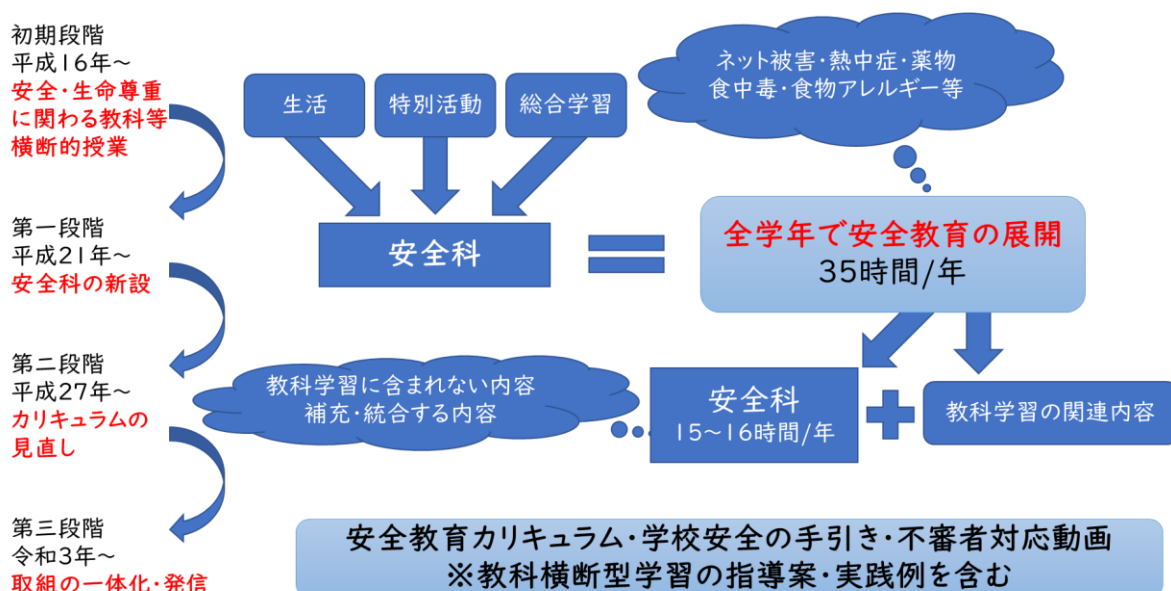 初期段階
平成16年～
安全・生命尊重
に関わる教科等
横断的授業
生活
特別活動
総合学習
ネット被害・熱中症・薬物
食中毒・食物アレルギー等
第一段階
平成21年～
安全科の新設
安全科
全学年で安全教育の展開
35時間/年
第二段階
平成27年～
カリキュラムの
見直し
教科学習に含まれない内容
補充・統合する内容
安全科
15～16時間/年
教科学習の関連内容
第三段階
令和3年～
取組の一体化・発信
安全教育カリキュラム・学校安全の手引き・不審者対応動画
※教科横断型学習の指導案・実践例を含む